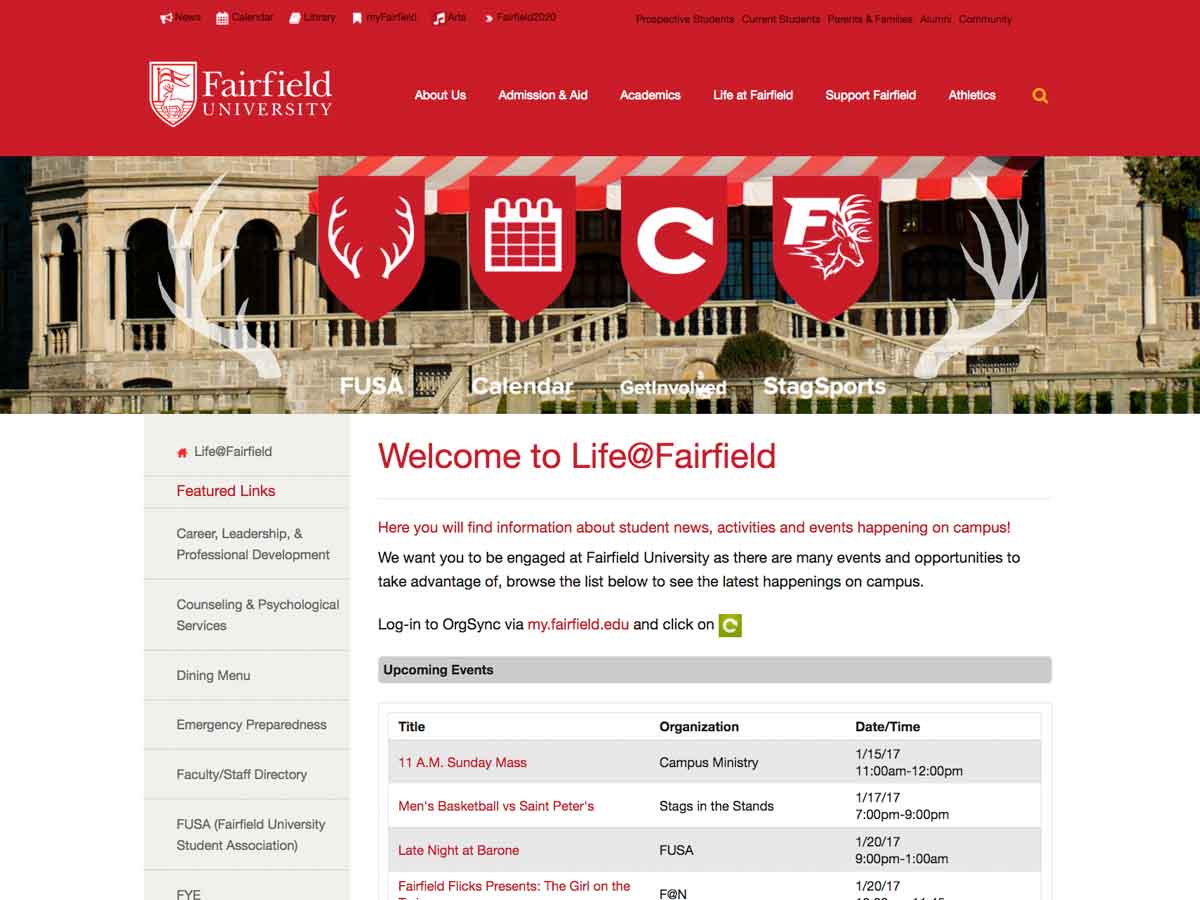 News Calendar Library myFairfield Arts Fairfield2020
Prospective Students Current Students Parents & Families Alumni Community
Fairfield
UNIVERSITY
About Us Admission & Aid Academics Life at Fairfield Support Fairfield Athletics
F
FUSA Calendar GetInvolved StagSports
Life@Fairfield
Featured Links
Career, Leadership, &
Professional Development
Counseling & Psychological
Services
Dining Menu
Emergency Preparedness
Faculty/Staff Directory
FUSA (Fairfield University
Student Association)
FYE
Welcome to Life@Fairfield
Here you will find information about student news, activities and events happening on campus!
We want you to be engaged at Fairfield University as there are many events and opportunities to
take advantage of, browse the list below to see the latest happenings on campus.
Log-in to OrgSync via my.fairfield.edu and click on
Upcoming Events
Title Organization Date/Time
11 A.M. Sunday Mass Campus Ministry 1/15/17
11:00am-12:00pm
Men's Basketball vs Saint Peter's Stags in the Stands 1/17/17
7:00pm-9:00pm
Late Night at Barone FUSA 1/20/17
9:00pm-1:00am
Fairfield Flicks Presents: The Girl on the
F@N 1/20/17